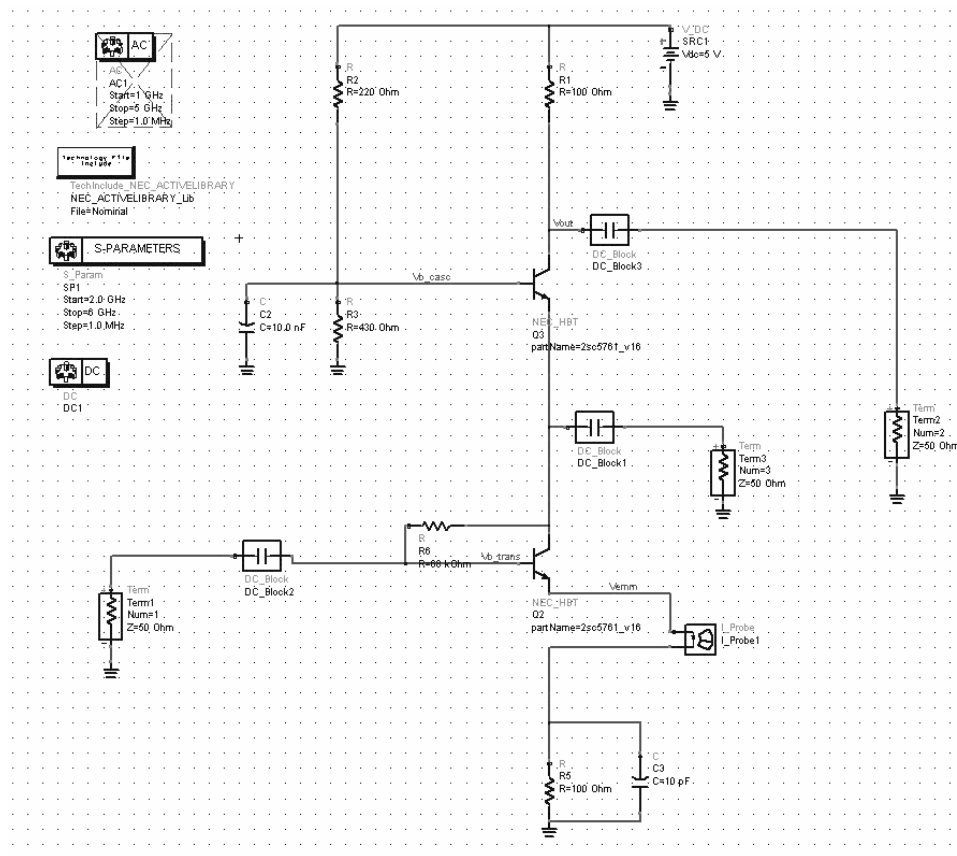 AC
AC
AC1
Start=1 GHz
Stop=5 GHz
Step=1.0 MHz
Technology File
Include
TechInclude_NEC_ACTIVELIBRARY
NEC_ACTIVELIBRARY_Lib
File=Nominal
S-PARAMETERS
S_Param
SP1
Start=2.0 GHz
Stop=6 GHz
Step=1.0 MHz
DC
DC
DC1
R
R2
R=220 Ohm
R
R1
R=100 Ohm
V_DC
SRC1
Vdc=5 V
Vout
DC_Block
DC_Block3
Vb_casc
C
C2
C=10.0 nF
R
R3
R=430 Ohm
NEC_HBT
Q3
partName=2sc5761_v16
Term
Term2
Num=2
Z=50 Ohm
DC_Block
DC_Block1
Term
Term3
Num=3
Z=50 Ohm
R
R6
Vb_trans
DC_Block
DC_Block2
Term
Term1
Num=1
Z=50 Ohm
NEC_HBT
Q2
partName=2sc5761_v16
Vemm
I_Probe
I_Probe1
R
R5
R=100 Ohm
C
C3
C=10 pF